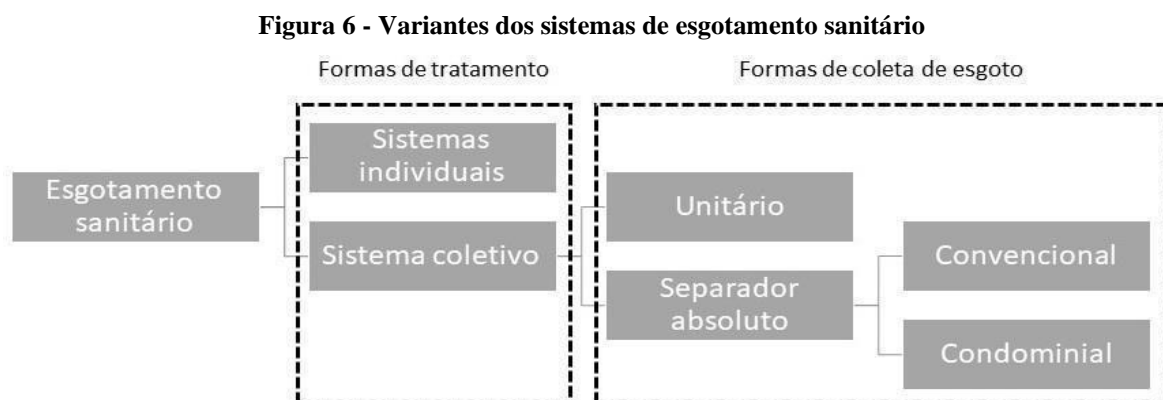 Figura 6 - Variantes dos sistemas de esgotamento sanitário
Formas de tratamento
Formas de coleta de esgoto
Esgotamento
sanitário
Sistemas
individuais
Sistema coletivo
Unitário
Separador
absoluto
Convencional
Condominial